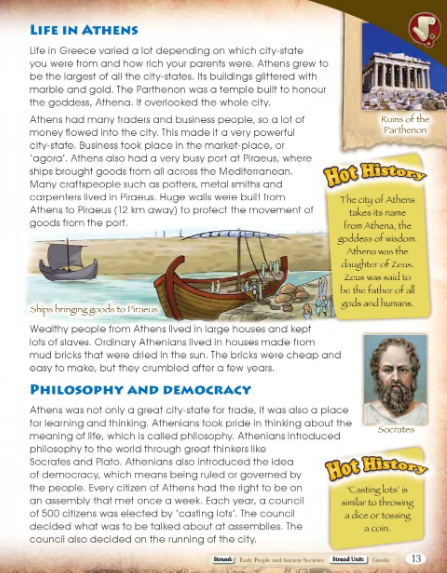 LIFE IN ATHENS
Life in Greece varied a lot depending on which city-state
you were from and how rich your parents were. Athens grew to
be the largest of all the city-states. Its buildings glittered with
marble and gold. The Parthenon was a temple built to honour
the goddess, Athena. It overlooked the whole city.
Athens had many traders and business people, so a lot of
money flowed into the city. This made it a very powerful
city-state. Business took place in the market-place, or
'agora'. Athens also had a very busy port at Piraeus, where
ships brought goods from all across the Mediterranean.
Many craftspeople such as potters, metal smiths and
carpenters lived in Piraeus. Huge walls were built from
Athens to Piraeus (12 km away) to protect the movement of
goods from the port.
Ruins of the
Parthenon
Hot History
The city of Athens
takes its name
from Athena, the
goddess of wisdom.
Athena was the
daughter of Zeus.
Zeus was said to
be the father of all
gods and humans.
Ships bringing goods to Piraeus
Wealthy people from Athens lived in large houses and kept
lots of slaves. Ordinary Athenians lived in houses made from
mud bricks that were dried in the sun. The bricks were cheap and
easy to make, but they crumbled after a few years.
PHILOSOPHY AND DEMOCRACY
Athens was not only a great city-state for trade, it was also a place
for learning and thinking. Athenians took pride in thinking about the
meaning of life, which is called philosophy. Athenians introduced
philosophy to the world through great thinkers like
Socrates and Plato. Athenians also introduced the idea
of democracy, which means being ruled or governed by
the people. Every citizen of Athens had the right to be on
an assembly that met once a week. Each year, a council
of 500 citizens was elected by 'casting lots'. The council
decided what was to be talked about at assemblies. The
council also decided on the running of the city.
Socrates
Hot History
'Casting lots' is
similar to throwing
a dice or tossing
a coin.
Strand: Early People and Ancient Societies Strand Unit: Greeks 13